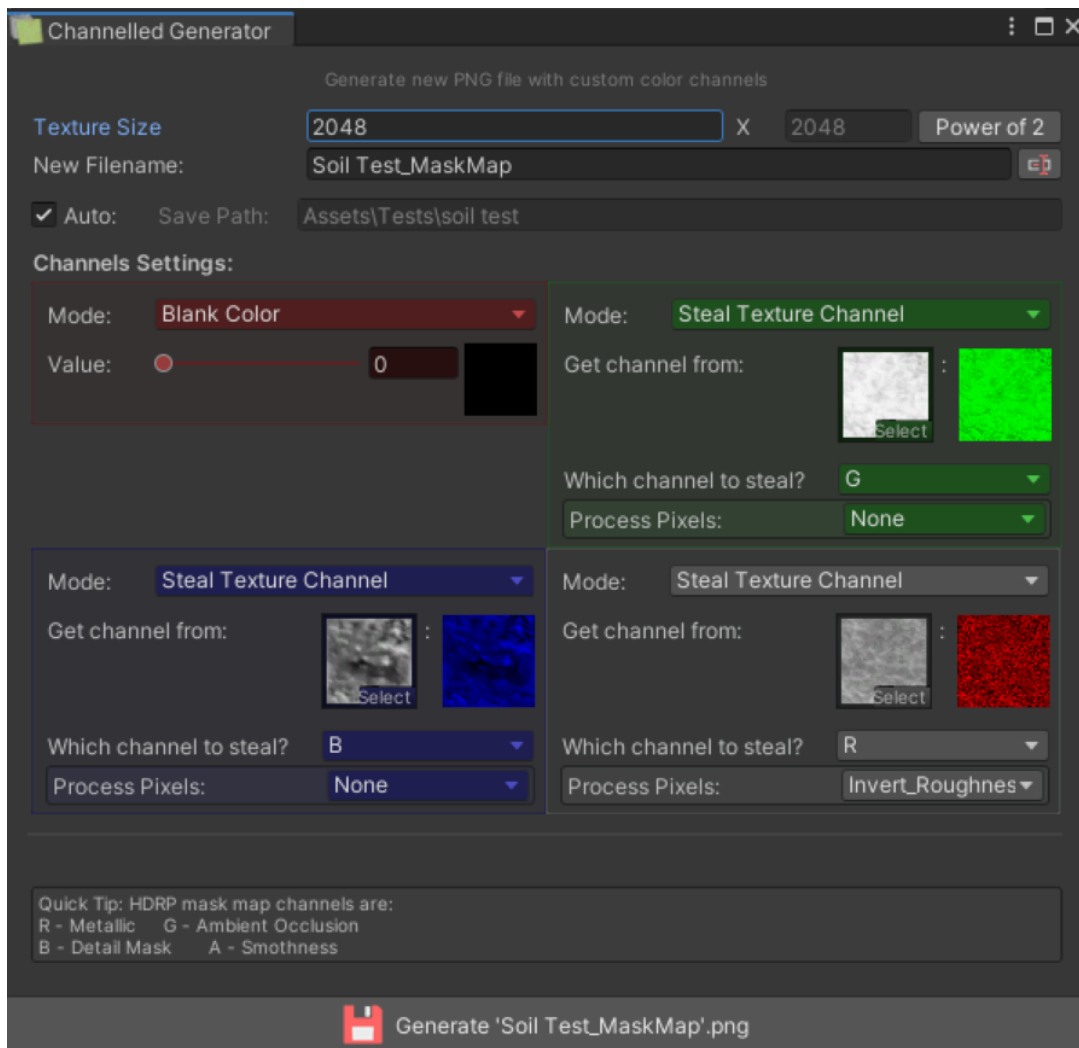 Channelled Generator
Generate new PNG file with custom color channels
Texture Size 2048 X 2048 Power of 2
New Filename: Soil Test_MaskMap
Auto: Save Path: Assets\Tests\soil test
Channels Settings:
Mode: Blank Color
Value: 0
Mode: Steal Texture Channel
Get channel from: :
Select
Which channel to steal? G
Process Pixels: None
Mode: Steal Texture Channel
Get channel from: :
Select
Which channel to steal? B
Process Pixels: None
Mode: Steal Texture Channel
Get channel from: :
Select
Which channel to steal? R
Process Pixels: Invert_Roughnes
Quick Tip: HDRP mask map channels are:
R - Metallic G - Ambient Occlusion
B - Detail Mask A - Smothness
Generate 'Soil Test_MaskMap'.png